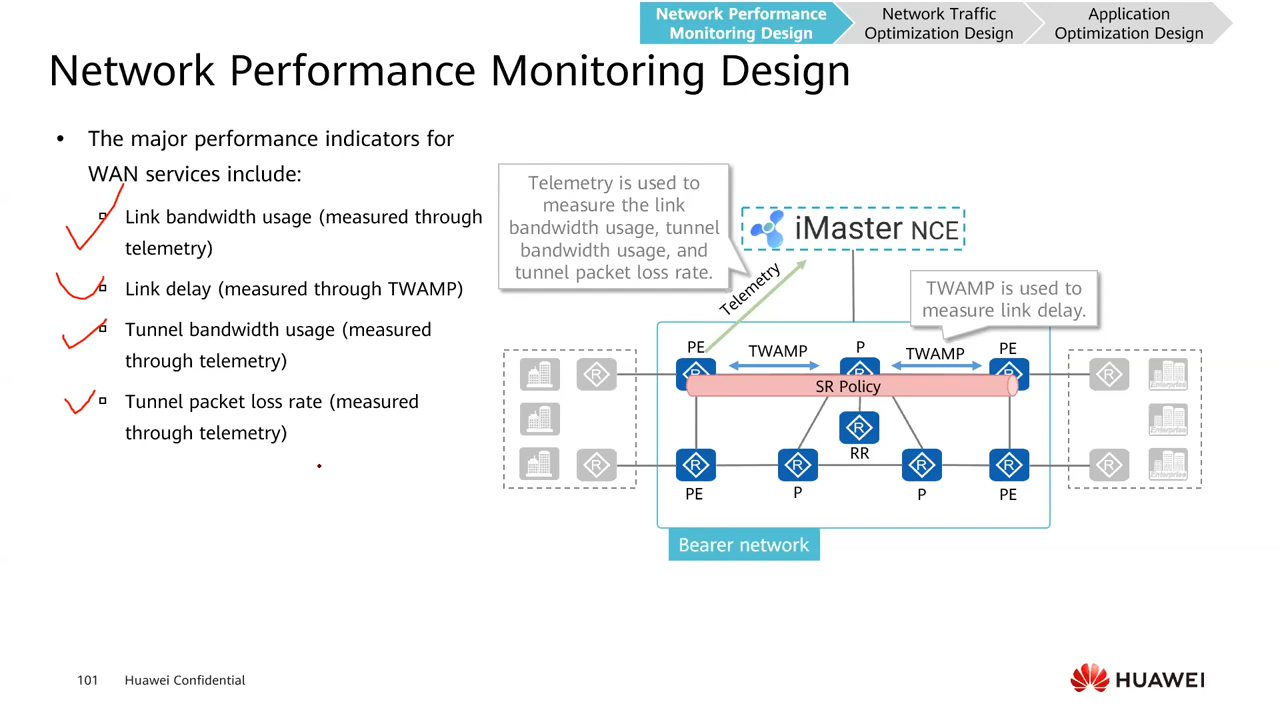 Network Performance
Monitoring Design
Network Traffic
Optimization Design
Application
Optimization Design
Network Performance Monitoring Design
• The major performance indicators for
WAN services include:
Link bandwidth usage (measured through
telemetry)
Link delay (measured through TWAMP)
Tunnel bandwidth usage (measured
through telemetry)
Tunnel packet loss rate (measured
through telemetry)
Telemetry is used to
measure the link
bandwidth usage, tunnel
bandwidth usage, and
tunnel packet loss rate.
iMaster NCE
Telemetry
TWAMP is used to
measure link delay.
PE
TWAMP
P
TWAMP
PE
R
R
R
R
R
SR Policy
Enterprise
R
RR
Enterprise
R
R
R
R
R
R
Enterprise
PE
P
P
PE
Bearer network
101
Huawei Confidential
HUAWEI